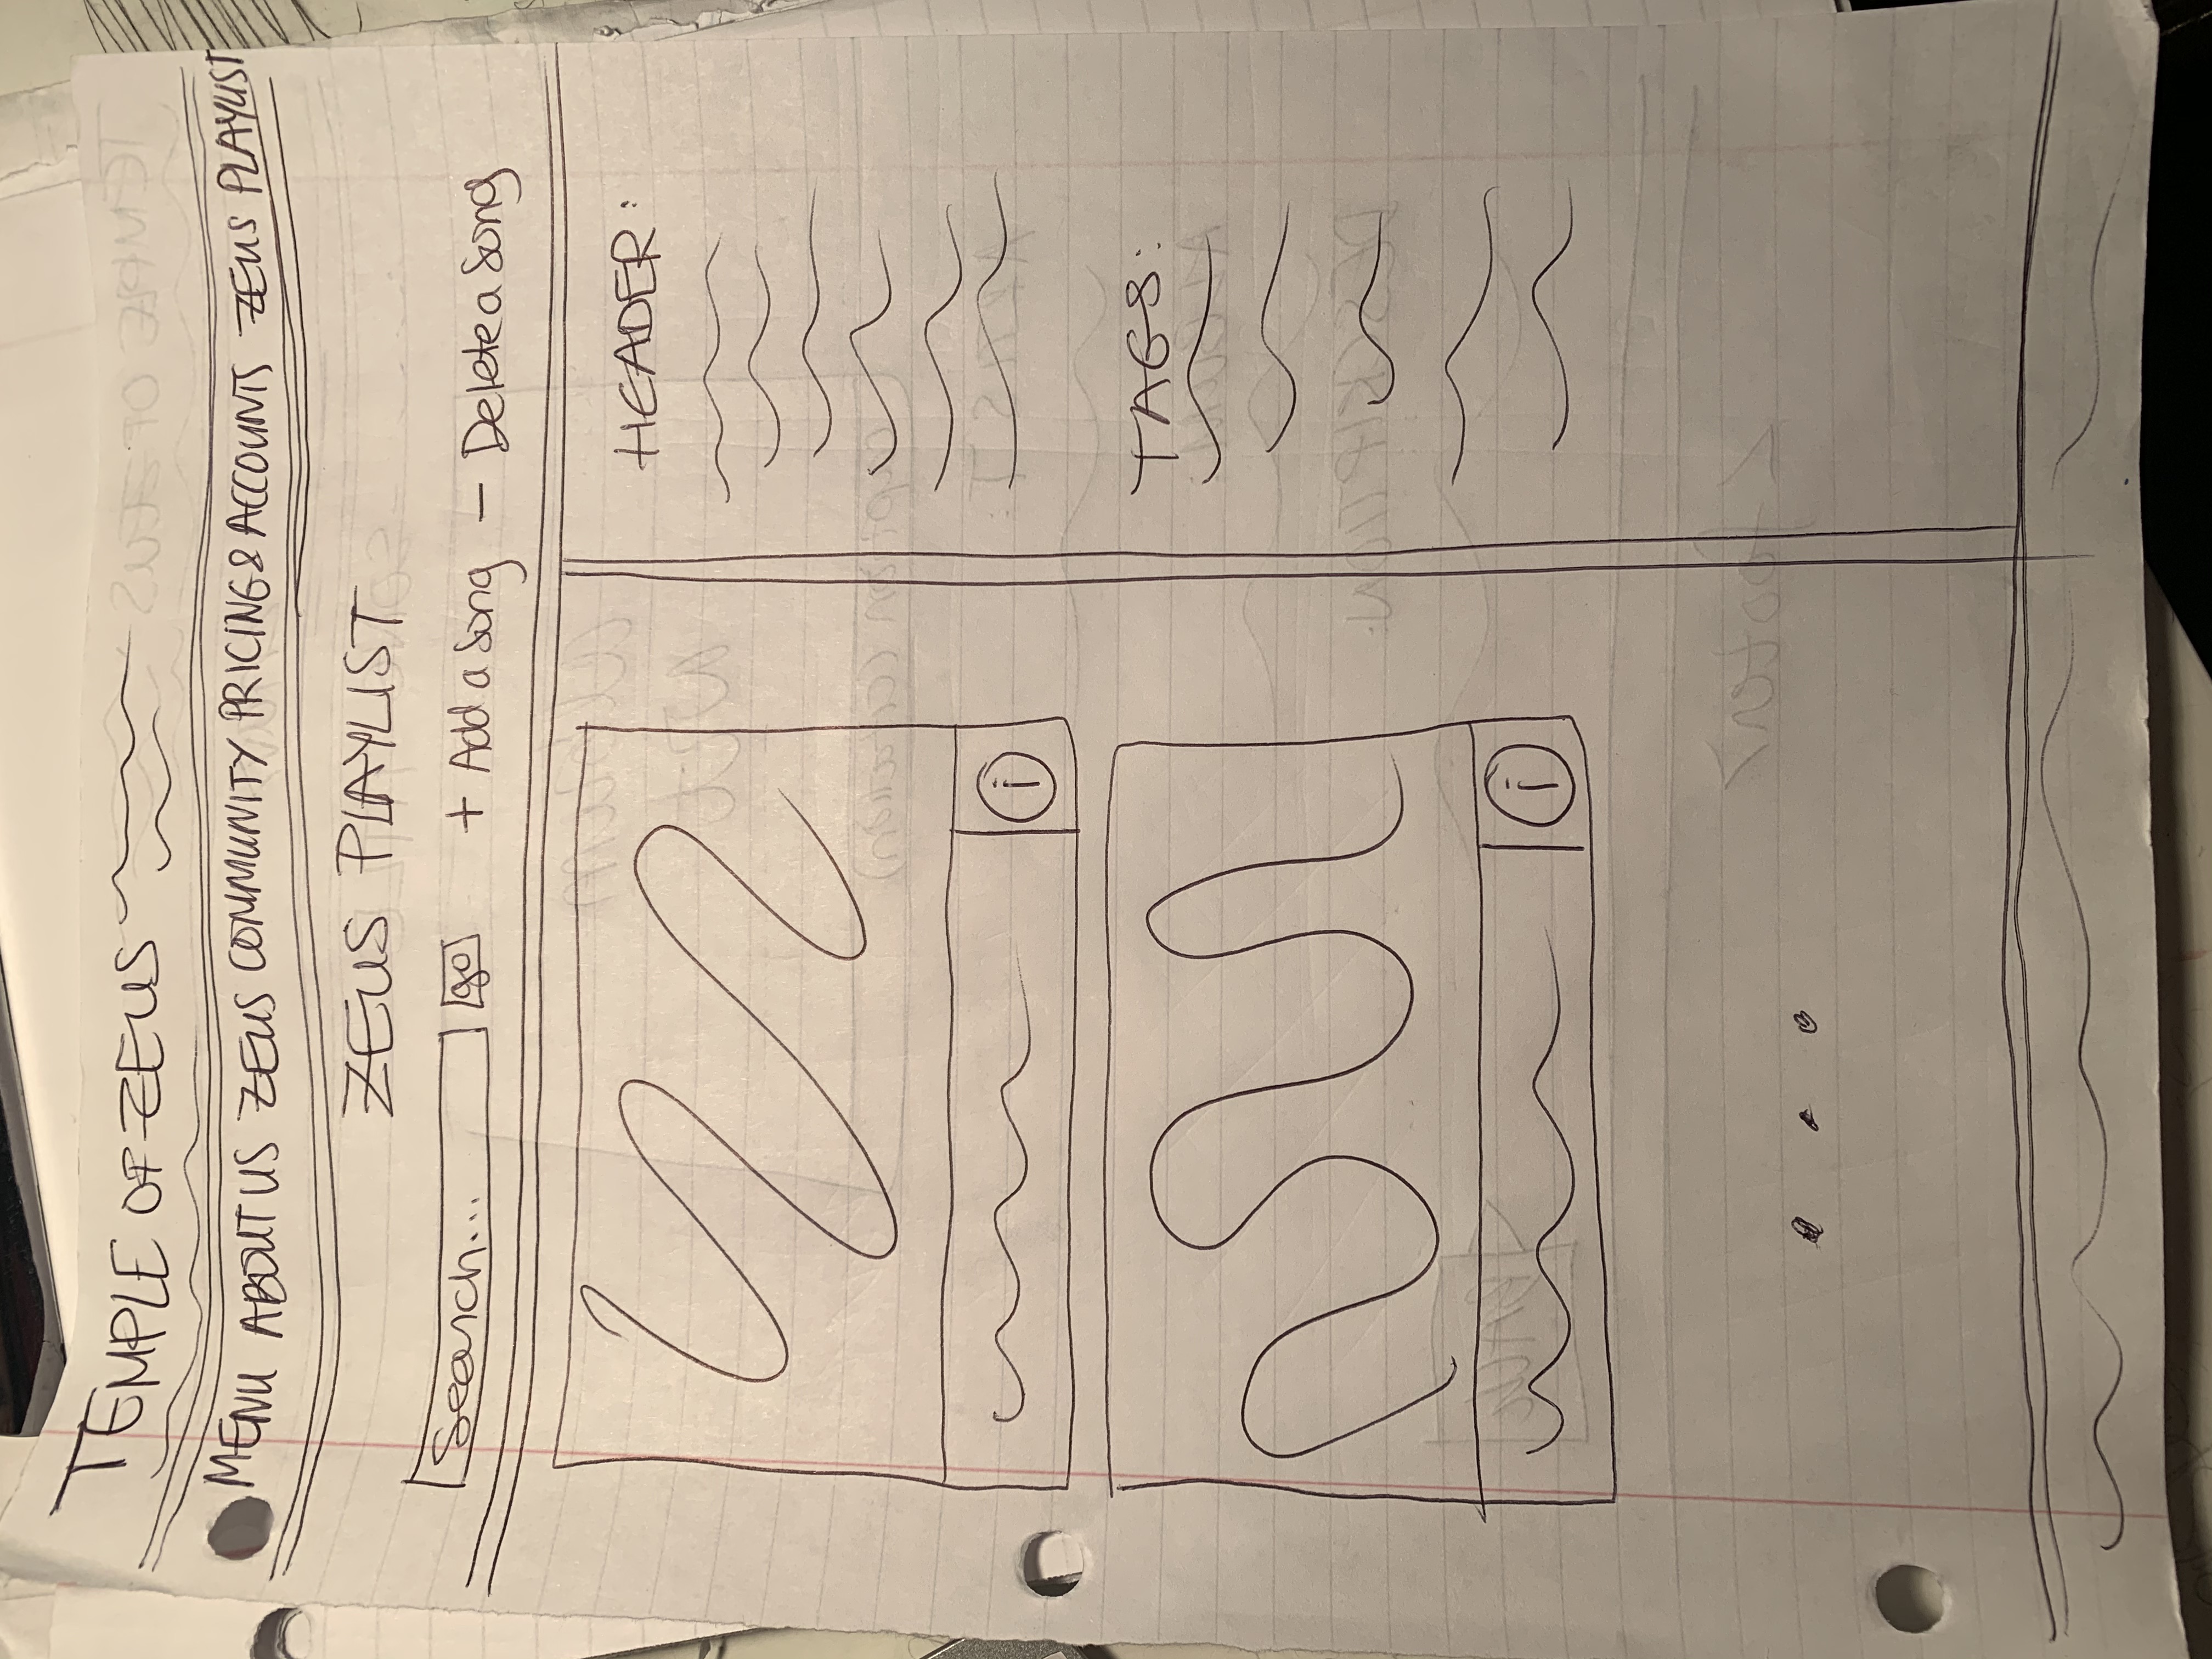 TEMPLE OF ZEUS
MENU ABOUT US ZEUS COMMUNITY PRICING & ACCOUNTS ZEUS PLAYLIST
ZEUS PLAYLIST
Search... go + Add a song — Delete a song
HEADER:
i
TAGS:
i